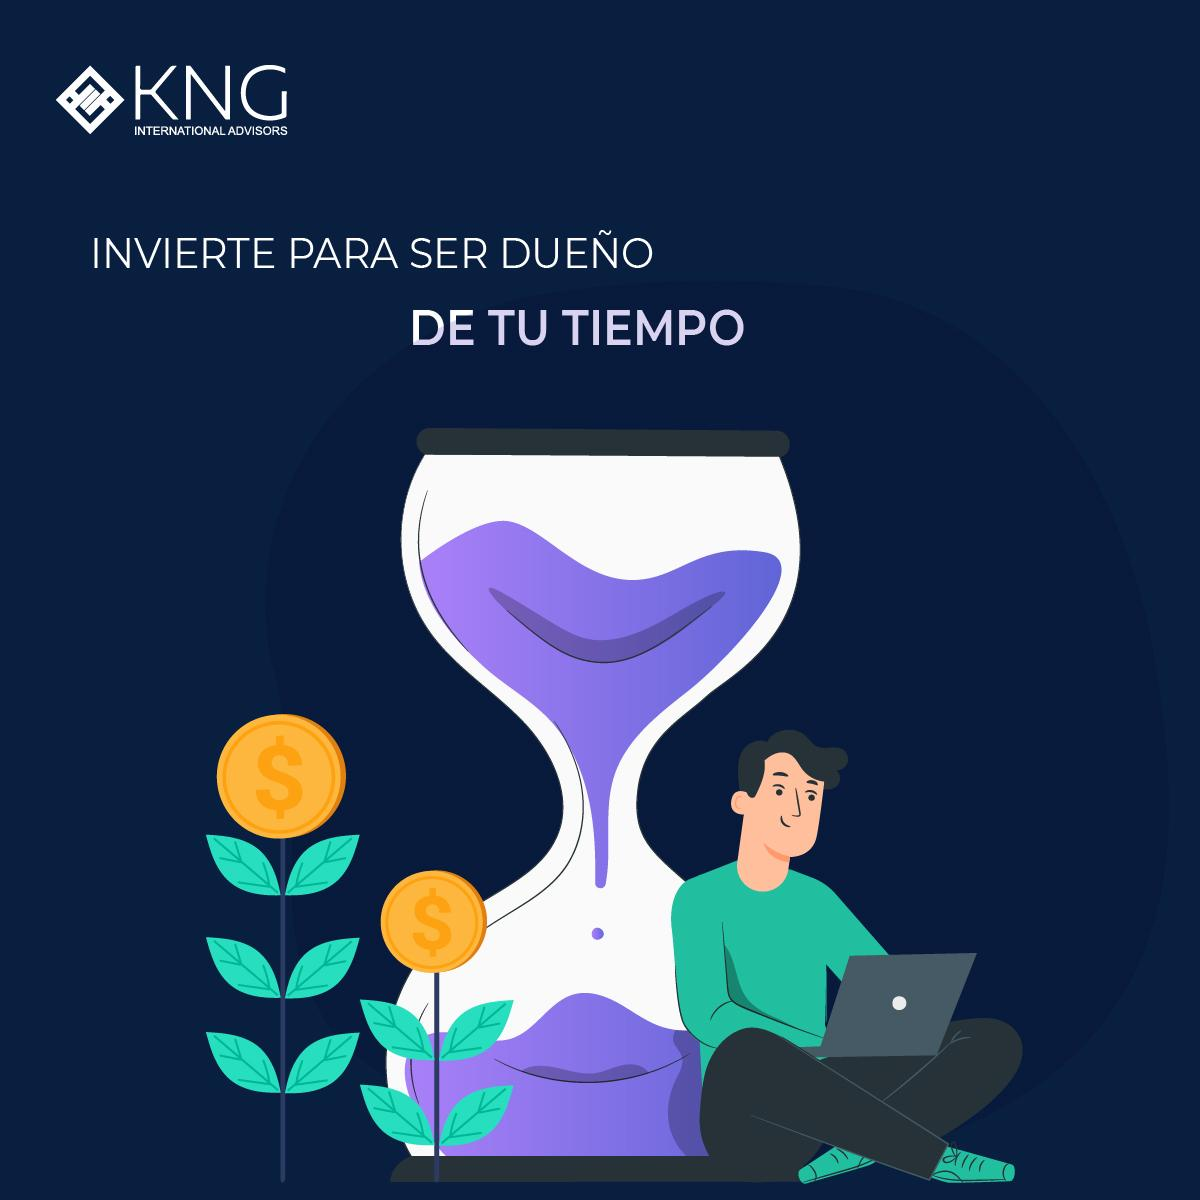 KNG
INTERNATIONAL ADVISORS
INVIERTE PARA SER DUEÑO
DE TU TIEMPO
$
$